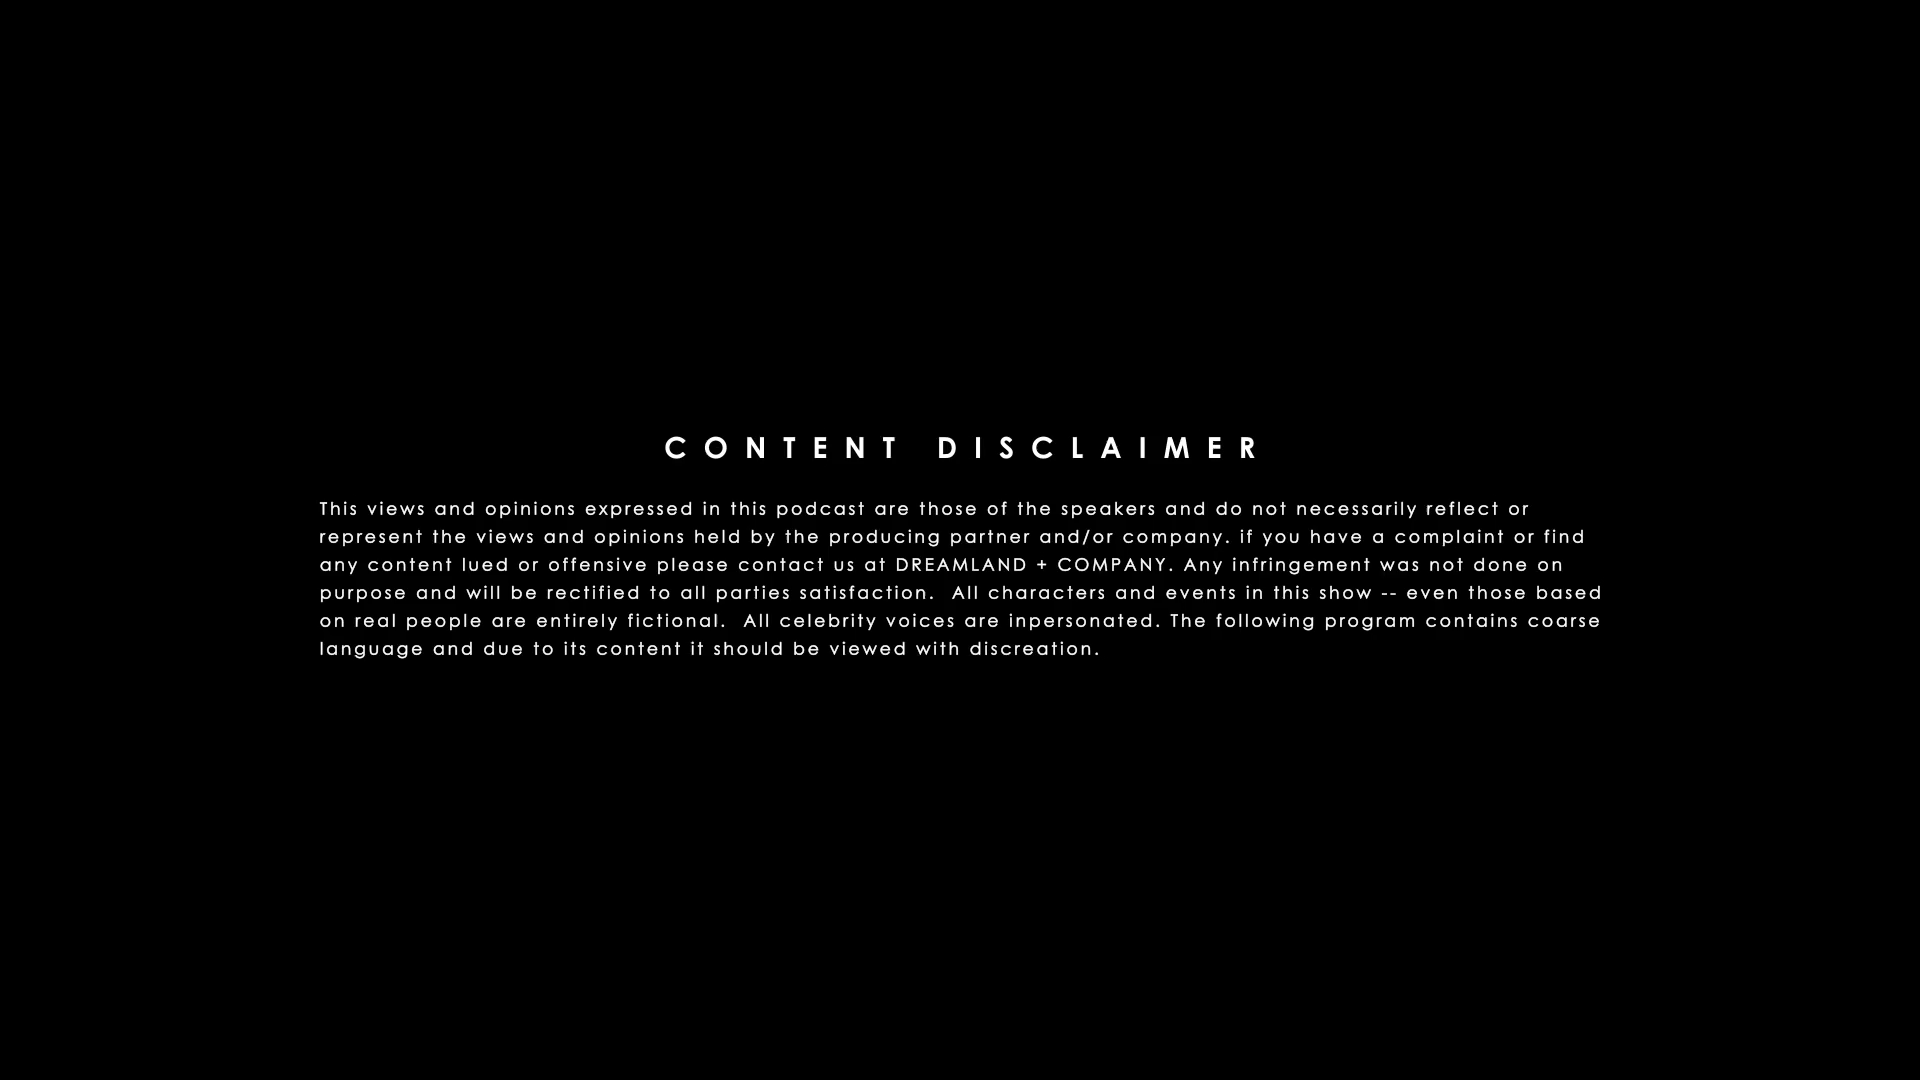 CONTENT DISCLAIMER
This views and opinions expressed in this podcast are those of the speakers and do not necessarily reflect or
represent the views and opinions held by the producing partner and/or company. if you have a complaint or find
any content lued or offensive please contact us at DREAMLAND + COMPANY. Any infringement was not done on
purpose and will be rectified to all parties satisfaction.  All characters and events in this show -- even those based
on real people are entirely fictional.  All celebrity voices are inpersonated. The following program contains coarse
language and due to its content it should be viewed with discreation.